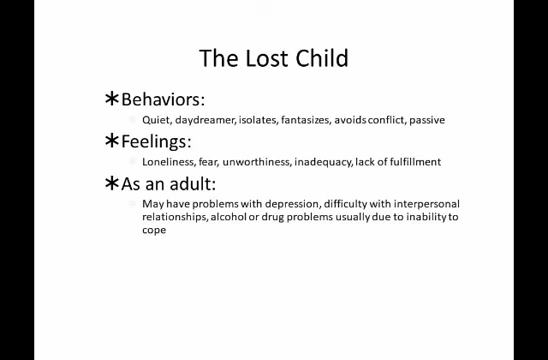 The Lost Child
*Behaviors:
Quiet, daydreamer, isolates, fantasizes, avoids conflict, passive
*Feelings:
Loneliness, fear, unworthiness, inadequacy, lack of fulfillment
*As an adult:
May have problems with depression, difficulty with interpersonal
relationships, alcohol or drug problems usually due to inability to
cope